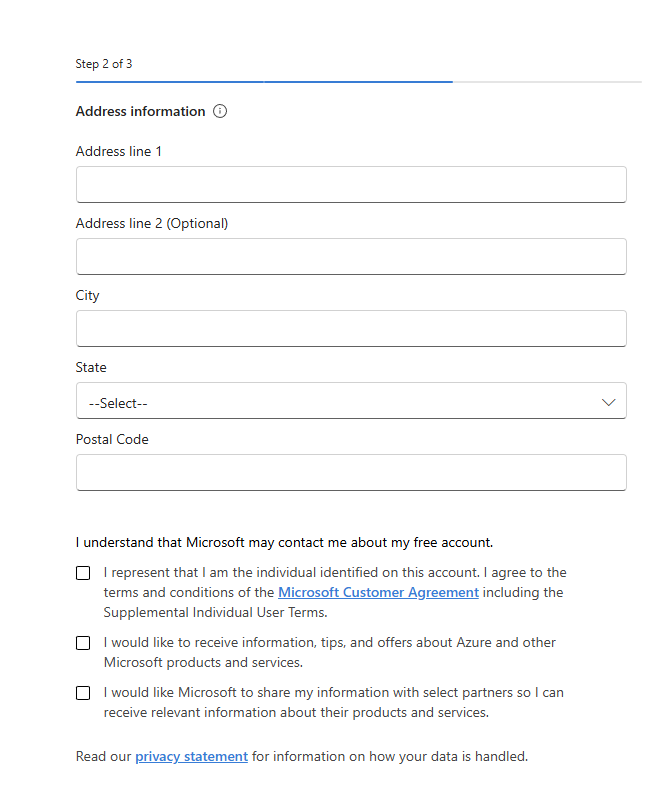 Step 2 of 3
Address information
Address line 1
Address line 2 (Optional)
City
State
--Select--
Postal Code
I understand that Microsoft may contact me about my free account.
I represent that I am the individual identified on this account. I agree to the
terms and conditions of the Microsoft Customer Agreement including the
Supplemental Individual User Terms.
I would like to receive information, tips, and offers about Azure and other
Microsoft products and services.
I would like Microsoft to share my information with select partners so I can
receive relevant information about their products and services.
Read our privacy statement for information on how your data is handled.